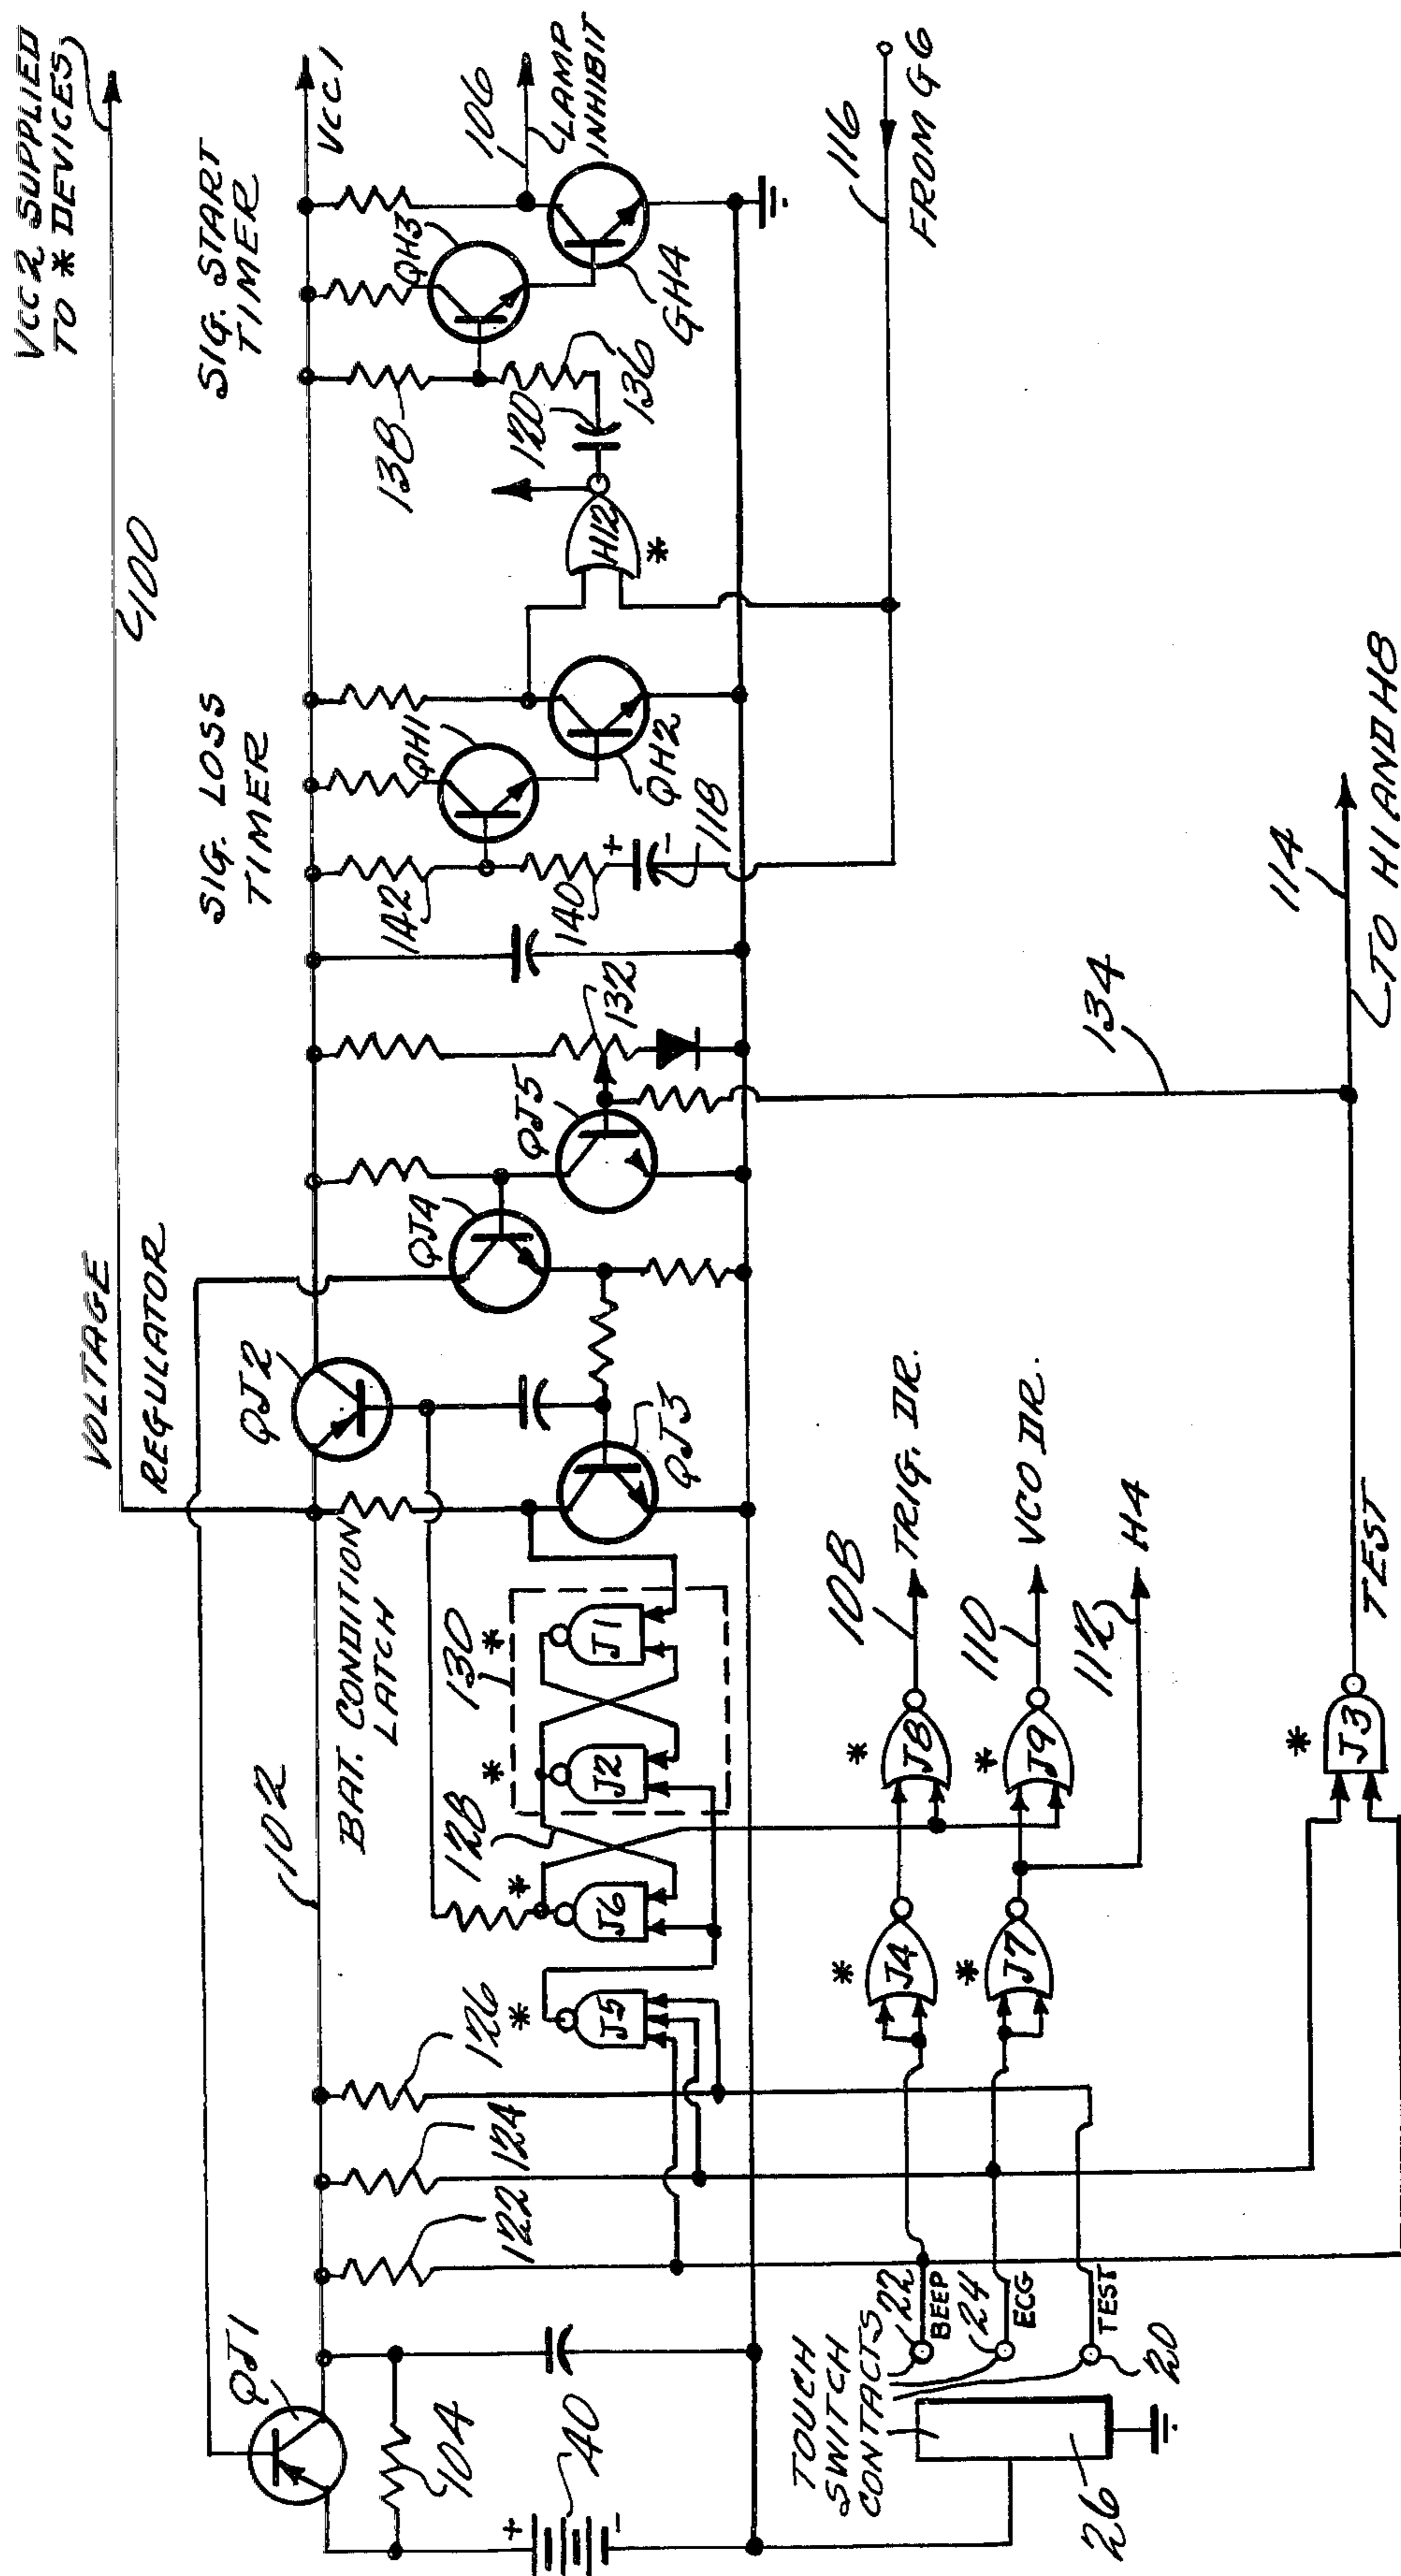 VCC 2 SUPPLIED
TO * DEVICES
100
VCC1
VOLTAGE
REGULATOR
SIG. LOSS
TIMER
SIG. START
TIMER
102
BAT. CONDITION
LATCH
QJ1
104
40
+
-
122
124
126
128
130
*
J5
*
J6
*
J2
*
J1
QJ2
QJ3
QJ4
QJ5
132
134
142
140
+
-
118
QH1
QH2
H12
*
120
136
138
QH3
GH4
106
LAMP
INHIBIT
116
FROM G6
TOUCH
SWITCH
CONTACTS
22
BEEP
24
ECG
TEST
20
26
*
J4
*
J7
*
J8
*
J9
108
TRIG. DR.
110
VCO DR.
112
H4
*
J3
TEST
114
TO H1 AND H8